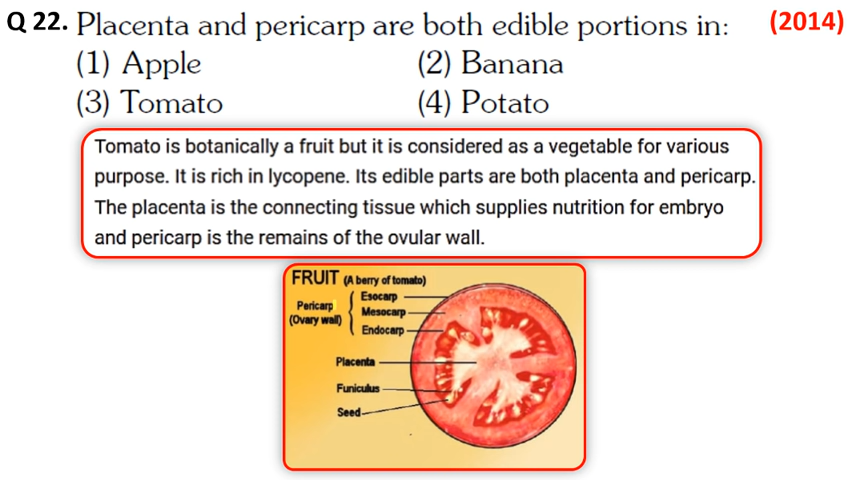 Q 22. Placenta and pericarp are both edible portions in: (2014)
(1) Apple (2) Banana
(3) Tomato (4) Potato
Tomato is botanically a fruit but it is considered as a vegetable for various
purpose. It is rich in lycopene. Its edible parts are both placenta and pericarp.
The placenta is the connecting tissue which supplies nutrition for embryo
and pericarp is the remains of the ovular wall.
FRUIT (A berry of tomato)
Pericarp
(Ovary wall)
Esocarp
Mesocarp
Endocarp
Placenta
Funiculus
Seed